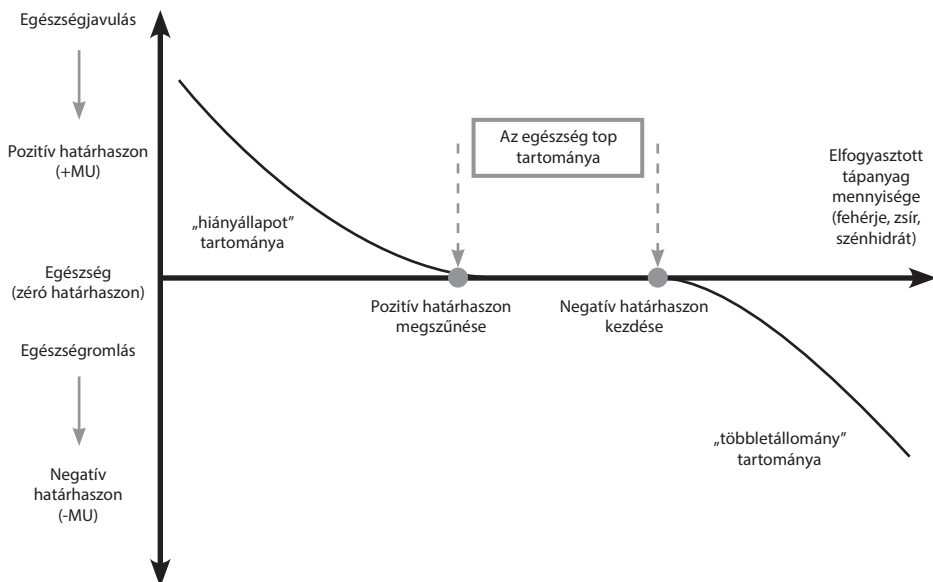 Egészségjavulás
Pozitív határhaszon
(+MU)
Az egészség top
tartománya
Elfogyasztott
tápanyag
mennyisége
(fehérje, zsír,
szénhidrát)
„hiányállapot”
tartománya
Egészség
(zéró határhaszon)
Pozitív határhaszon
megszűnése
Negatív határhaszon
kezdése
Egészségromlás
„többletállomány”
tartománya
Negatív
határhaszon
(-MU)